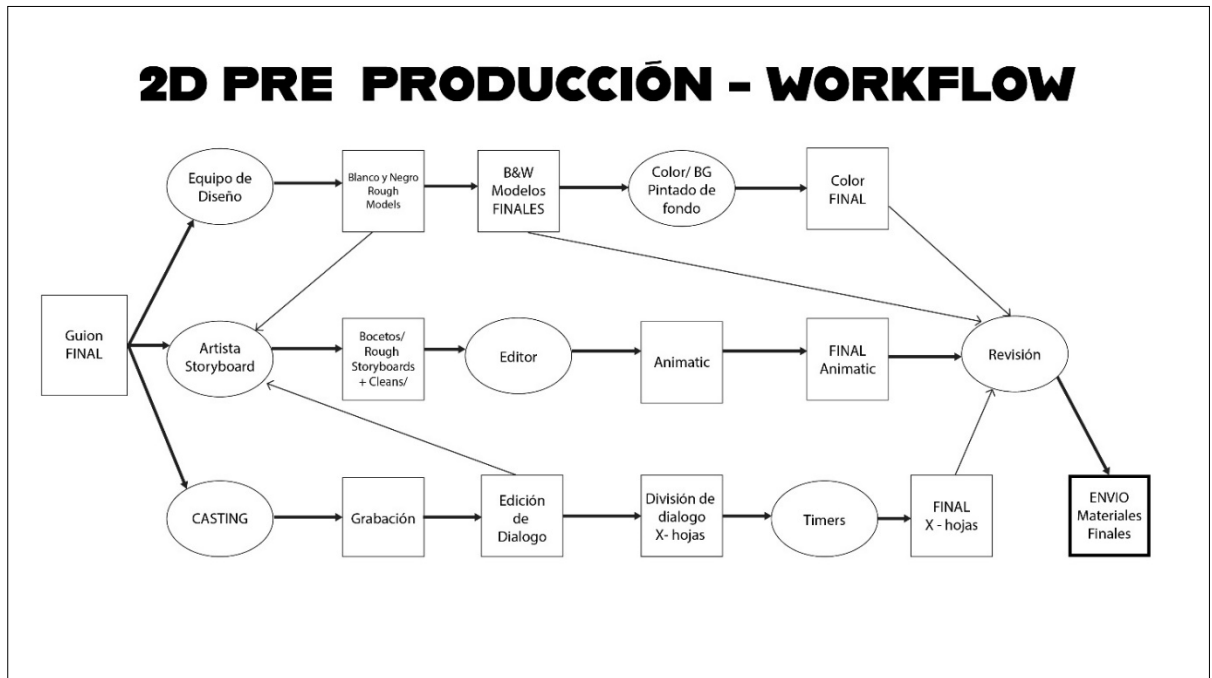 2D PRE PRODUCCIÓN - WORKFLOW
Equipo de
Diseño
Blanco y Negro
Rough
Models
B&W
Modelos
FINALES
Color/ BG
Pintado de
fondo
Color
FINAL
Guion
FINAL
Artista
Storyboard
Bocetos/
Rough
Storyboards
+ Cleans/
Editor
Animatic
FINAL
Animatic
Revisión
CASTING
Grabación
Edición
de
Dialogo
División de
dialogo
X- hojas
Timers
FINAL
X - hojas
ENVIO
Materiales
Finales